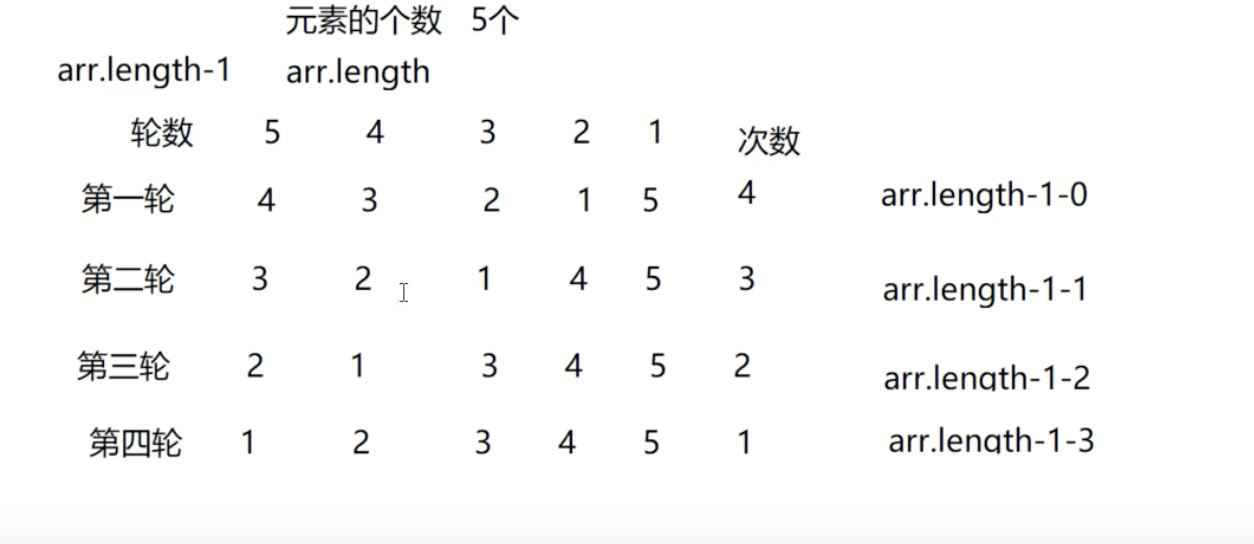 元素的个数 5个
arr.length-1 arr.length
轮数 5 4 3 2 1 次数
第一轮 4 3 2 1 5 4 arr.length-1-0
第二轮 3 2 1 4 5 3 arr.length-1-1
第三轮 2 1 3 4 5 2 arr.length-1-2
第四轮 1 2 3 4 5 1 arr.length-1-3